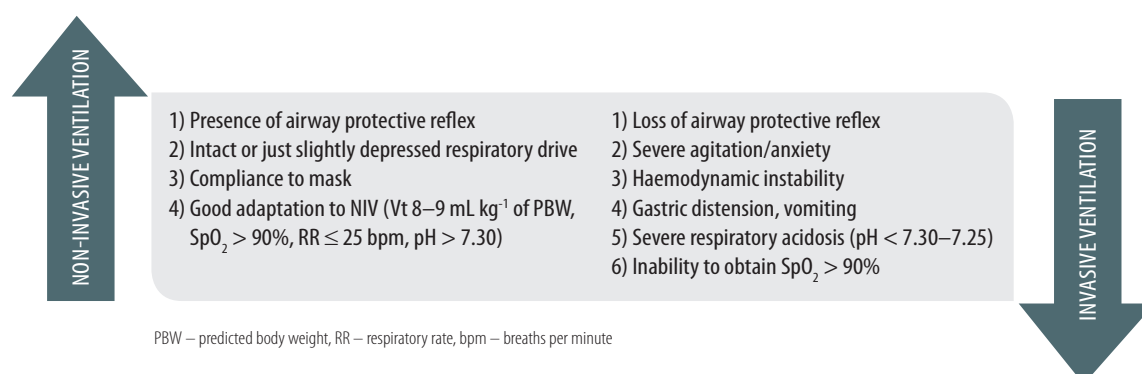 NON-INVASIVE VENTILATION
1) Presence of airway protective reflex
2) Intact or just slightly depressed respiratory drive
3) Compliance to mask
4) Good adaptation to NIV (Vt 8–9 mL kg⁻¹ of PBW,
SpO₂ > 90%, RR ≤ 25 bpm, pH > 7.30)
1) Loss of airway protective reflex
2) Severe agitation/anxiety
3) Haemodynamic instability
4) Gastric distension, vomiting
5) Severe respiratory acidosis (pH < 7.30–7.25)
6) Inability to obtain SpO₂ > 90%
INVASIVE VENTILATION
PBW – predicted body weight, RR – respiratory rate, bpm – breaths per minute